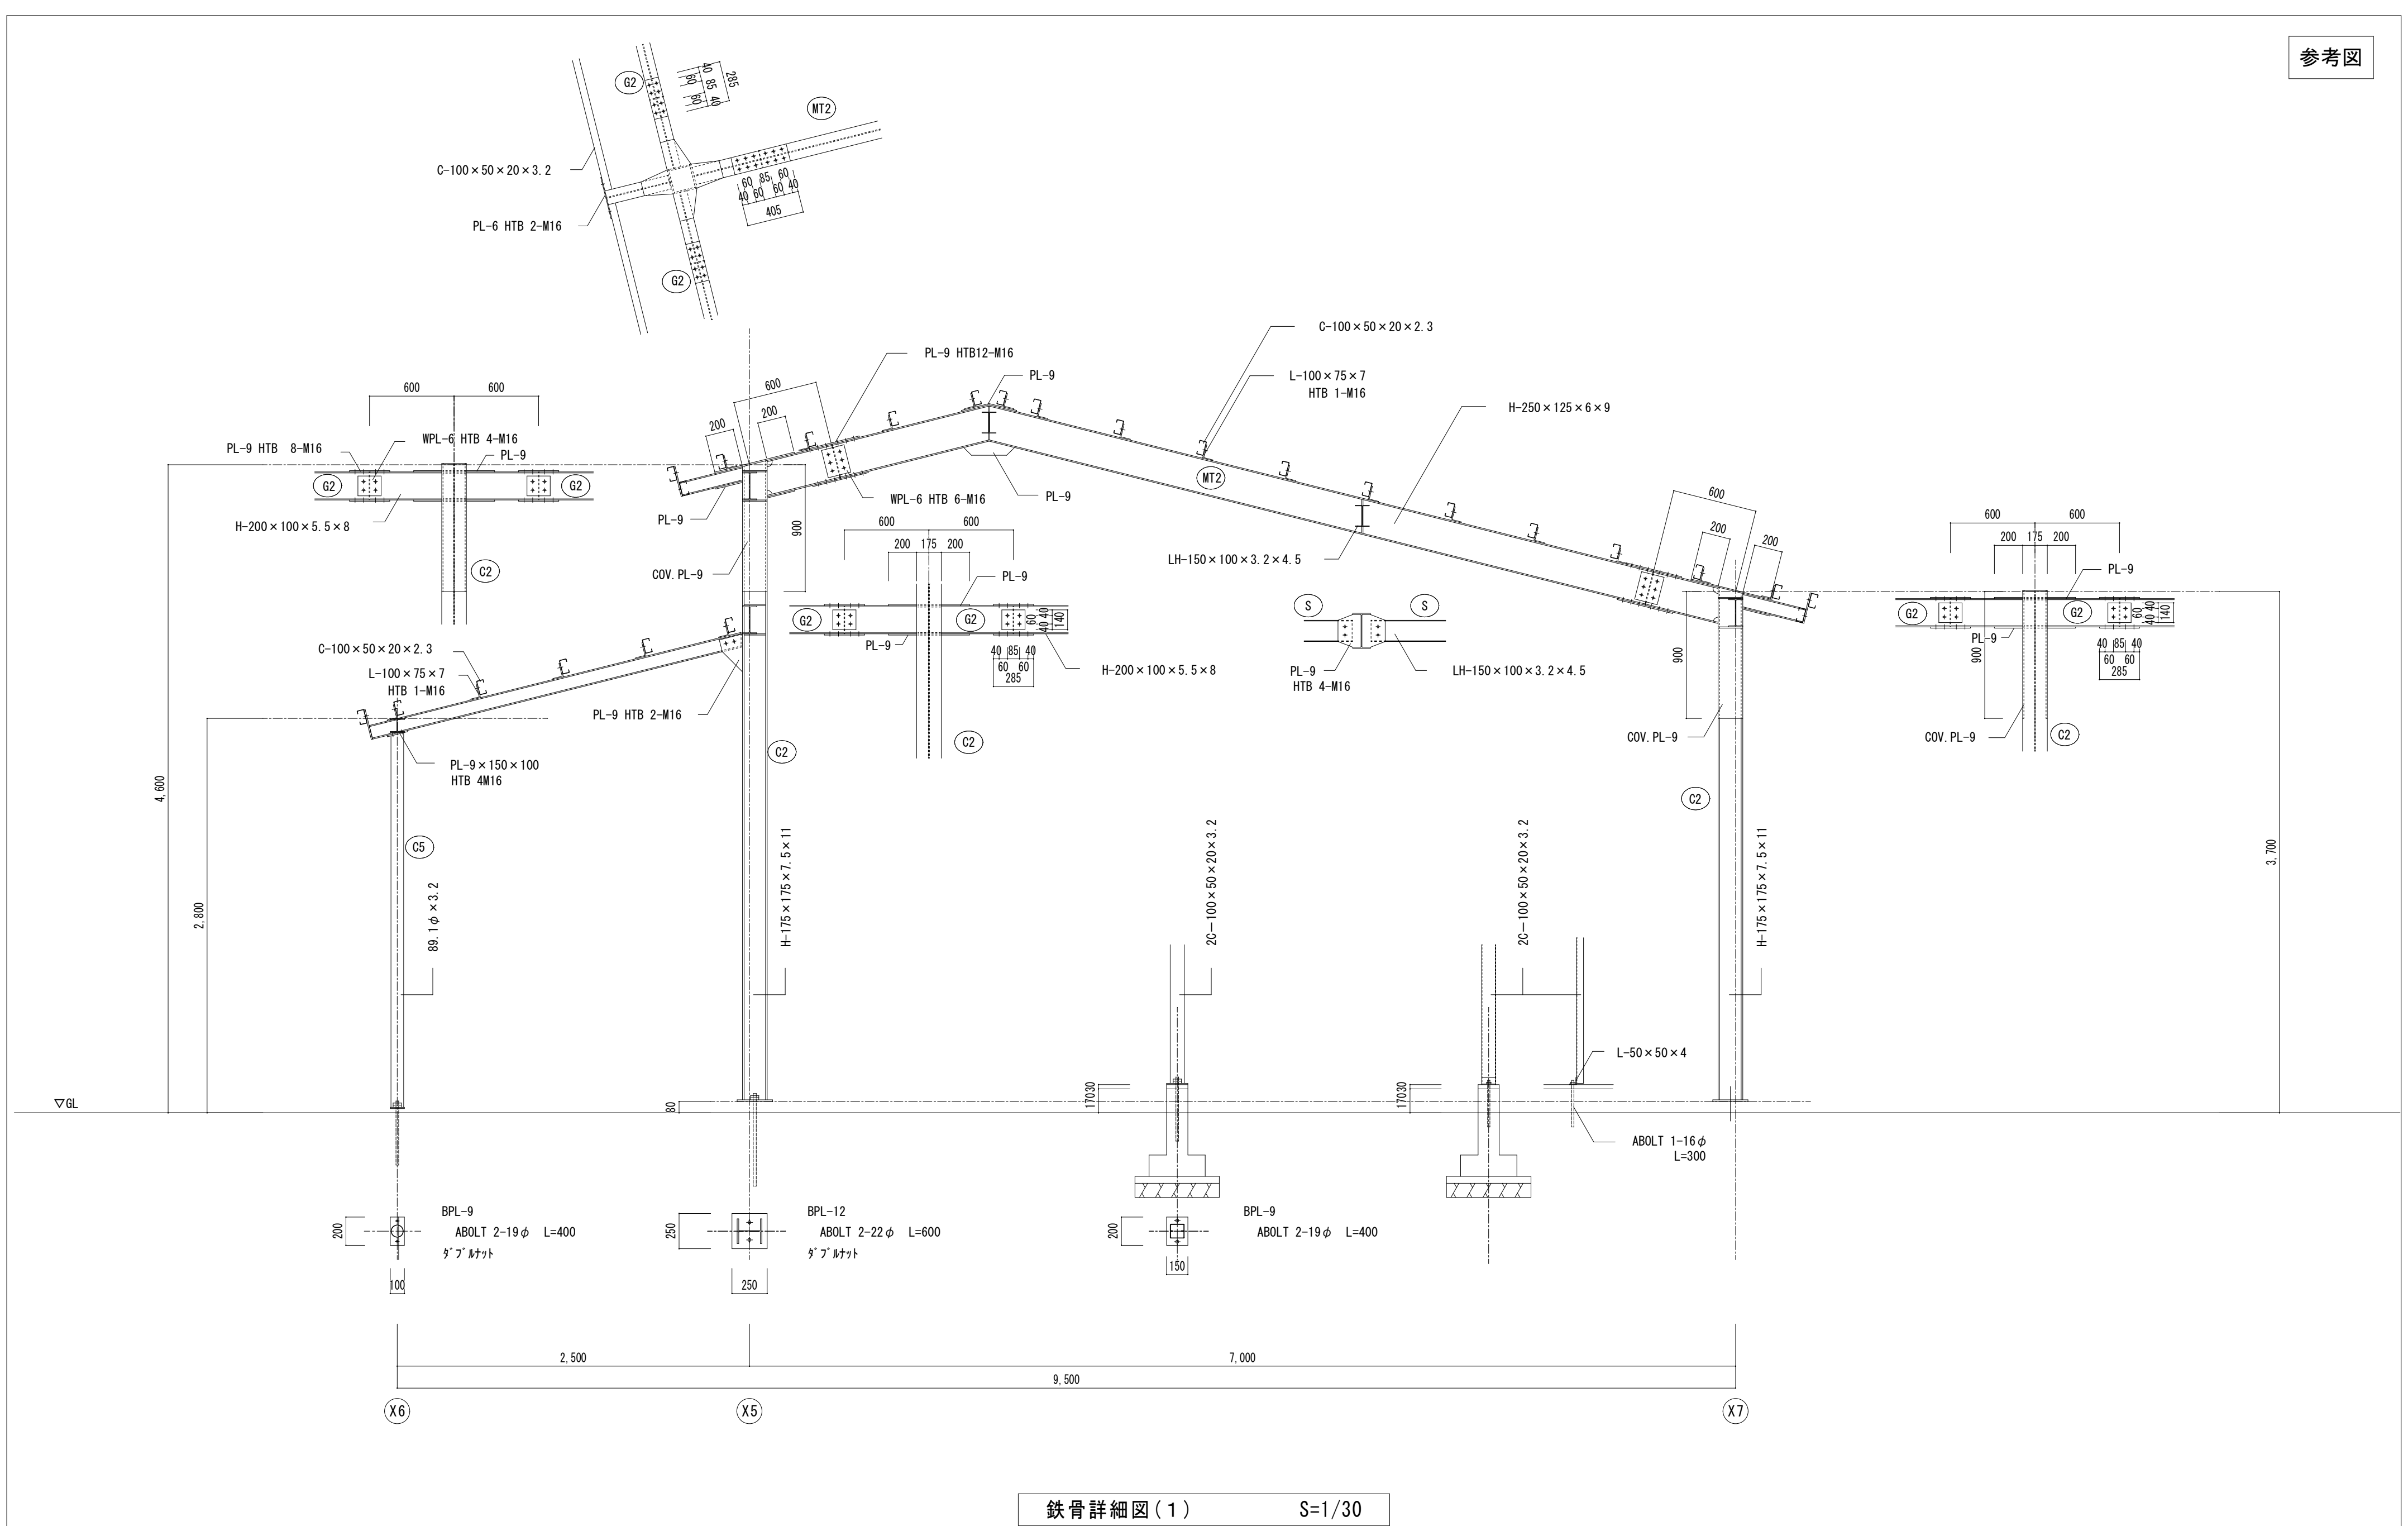 参考図
G2
40
60
85
60
40
285
MT2
C-100×50×20×3.2
PL-6 HTB 2-M16
60
85
60
40
60
60
40
405
G2
C-100×50×20×2.3
PL-9 HTB12-M16
PL-9
L-100×75×7
HTB 1-M16
H-250×125×6×9
600
600
600
200
200
WPL-6 HTB 4-M16
PL-9 HTB 8-M16
PL-9
G2
G2
H-200×100×5.5×8
C2
PL-9
WPL-6 HTB 6-M16
PL-9
MT2
900
COV.PL-9
600
600
200
175
200
PL-9
LH-150×100×3.2×4.5
600
200
200
600
600
200
175
200
PL-9
G2
G2
60
40
40
140
40
PL-9
40
85
40
60
60
285
H-200×100×5.5×8
C2
S
S
PL-9
HTB 4-M16
LH-150×100×3.2×4.5
G2
G2
60
40
40
140
PL-9
900
900
40
85
40
60
60
285
COV.PL-9
COV.PL-9
C2
C-100×50×20×2.3
L-100×75×7
HTB 1-M16
PL-9 HTB 2-M16
C2
PL-9×150×100
HTB 4M16
4,600
2,800
C5
89.1φ×3.2
H-175×175×7.5×11
2C-100×50×20×3.2
2C-100×50×20×3.2
C2
H-175×175×7.5×11
3,700
L-50×50×4
▽GL
80
170
30
170
30
ABOLT 1-16φ
L=300
200
100
BPL-9
ABOLT 2-19φ L=400
ダブルナット
250
250
BPL-12
ABOLT 2-22φ L=600
ダブルナット
200
150
BPL-9
ABOLT 2-19φ L=400
2,500
7,000
9,500
X6
X5
X7
鉄骨詳細図(1) S=1/30